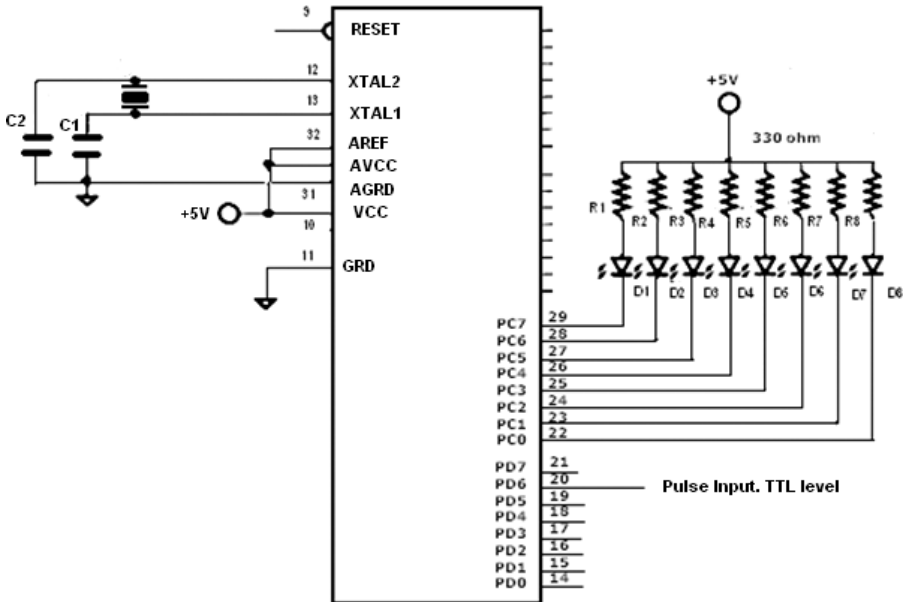 9
RESET
12
XTAL2
13
XTAL1
C2
C1
32
AREF
AVCC
AGRD
31
+5V
VCC
10
11
GRD
+5V
330 ohm
R1
R2
R3
R4
R5
R6
R7
R8
D1
D2
D3
D4
D5
D6
D7
D8
PC7 29
PC6 28
PC5 27
PC4 26
PC3 25
PC2 24
PC1 23
PC0 22
PD7 21
PD6 20
Pulse Input. TTL level
PD5 19
PD4 18
PD3 17
PD2 16
PD1 15
PD0 14